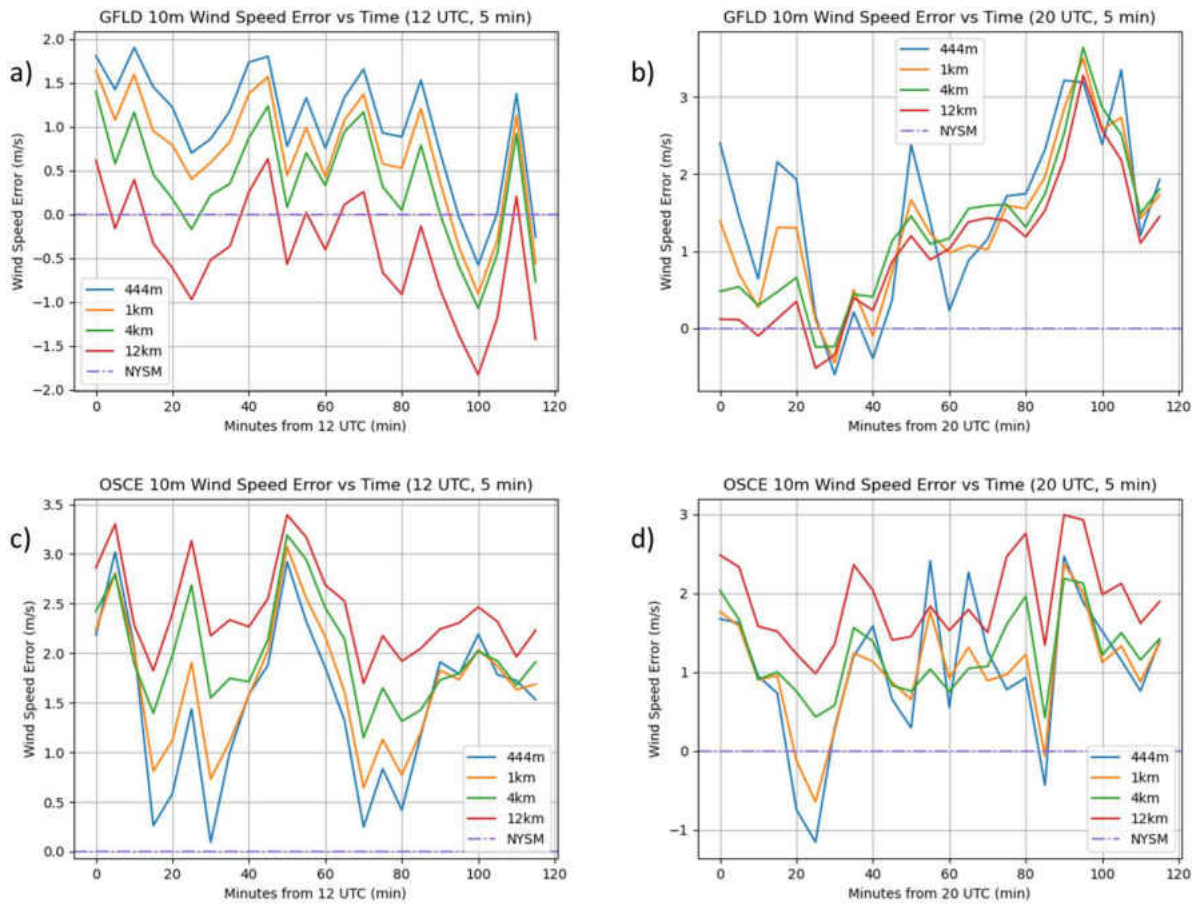 GFLD 10m Wind Speed Error vs Time (12 UTC, 5 min)
a)
Wind Speed Error (m/s)
2.0
1.5
1.0
0.5
0.0
−0.5
−1.0
−1.5
−2.0
444m
1km
4km
12km
NYSM
0 20 40 60 80 100 120
Minutes from 12 UTC (min)
GFLD 10m Wind Speed Error vs Time (20 UTC, 5 min)
b)
Wind Speed Error (m/s)
3
2
1
0
444m
1km
4km
12km
NYSM
0 20 40 60 80 100 120
Minutes from 20 UTC (min)
OSCE 10m Wind Speed Error vs Time (12 UTC, 5 min)
c)
Wind Speed Error (m/s)
3.5
3.0
2.5
2.0
1.5
1.0
0.5
0.0
444m
1km
4km
12km
NYSM
0 20 40 60 80 100 120
Minutes from 12 UTC (min)
OSCE 10m Wind Speed Error vs Time (20 UTC, 5 min)
d)
Wind Speed Error (m/s)
3
2
1
0
−1
444m
1km
4km
12km
NYSM
0 20 40 60 80 100 120
Minutes from 20 UTC (min)